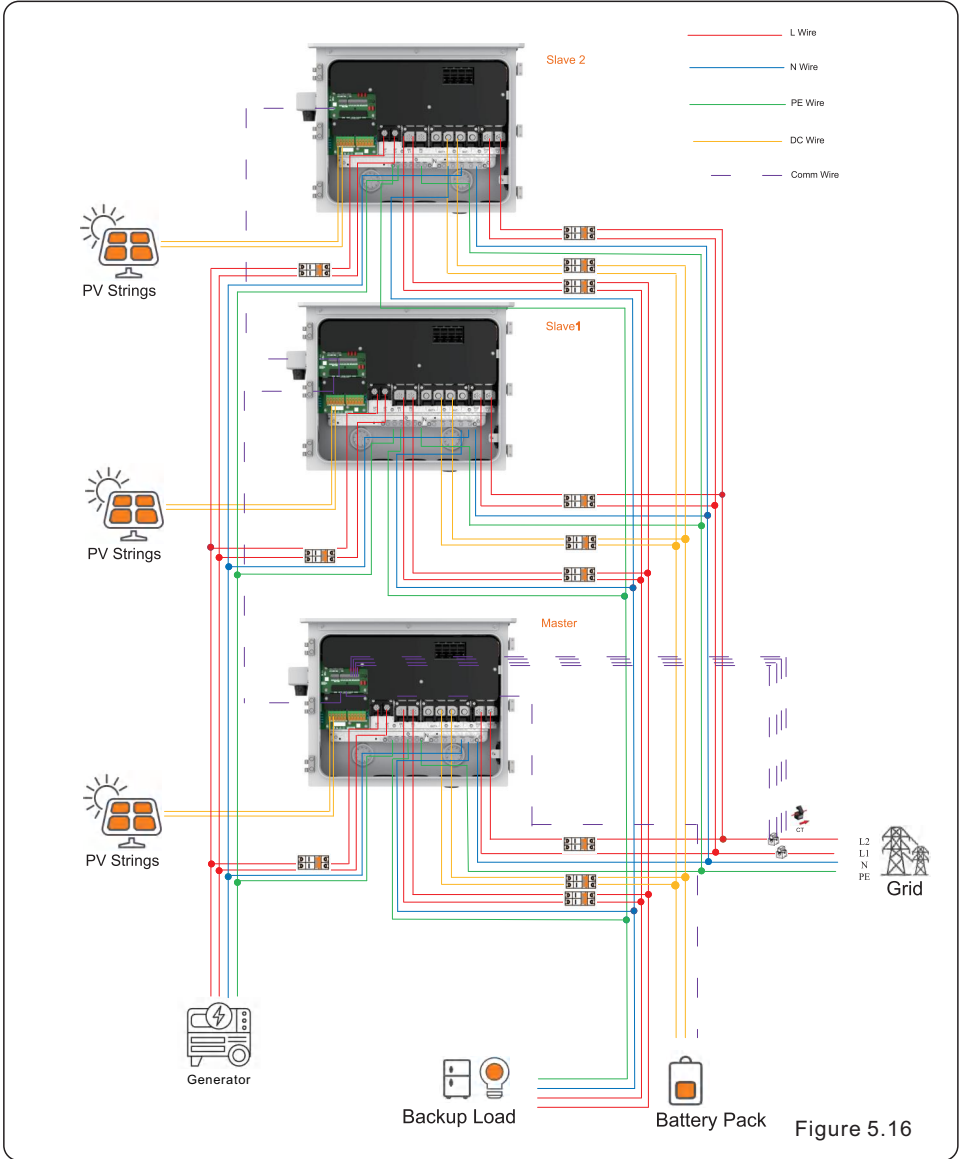 Slave 2
L Wire
N Wire
PE Wire
DC Wire
Comm Wire
PV Strings
Slave1
PV Strings
Master
PV Strings
CT
L2
L1
N
PE
Grid
Generator
Backup Load
Battery Pack
Figure 5.16